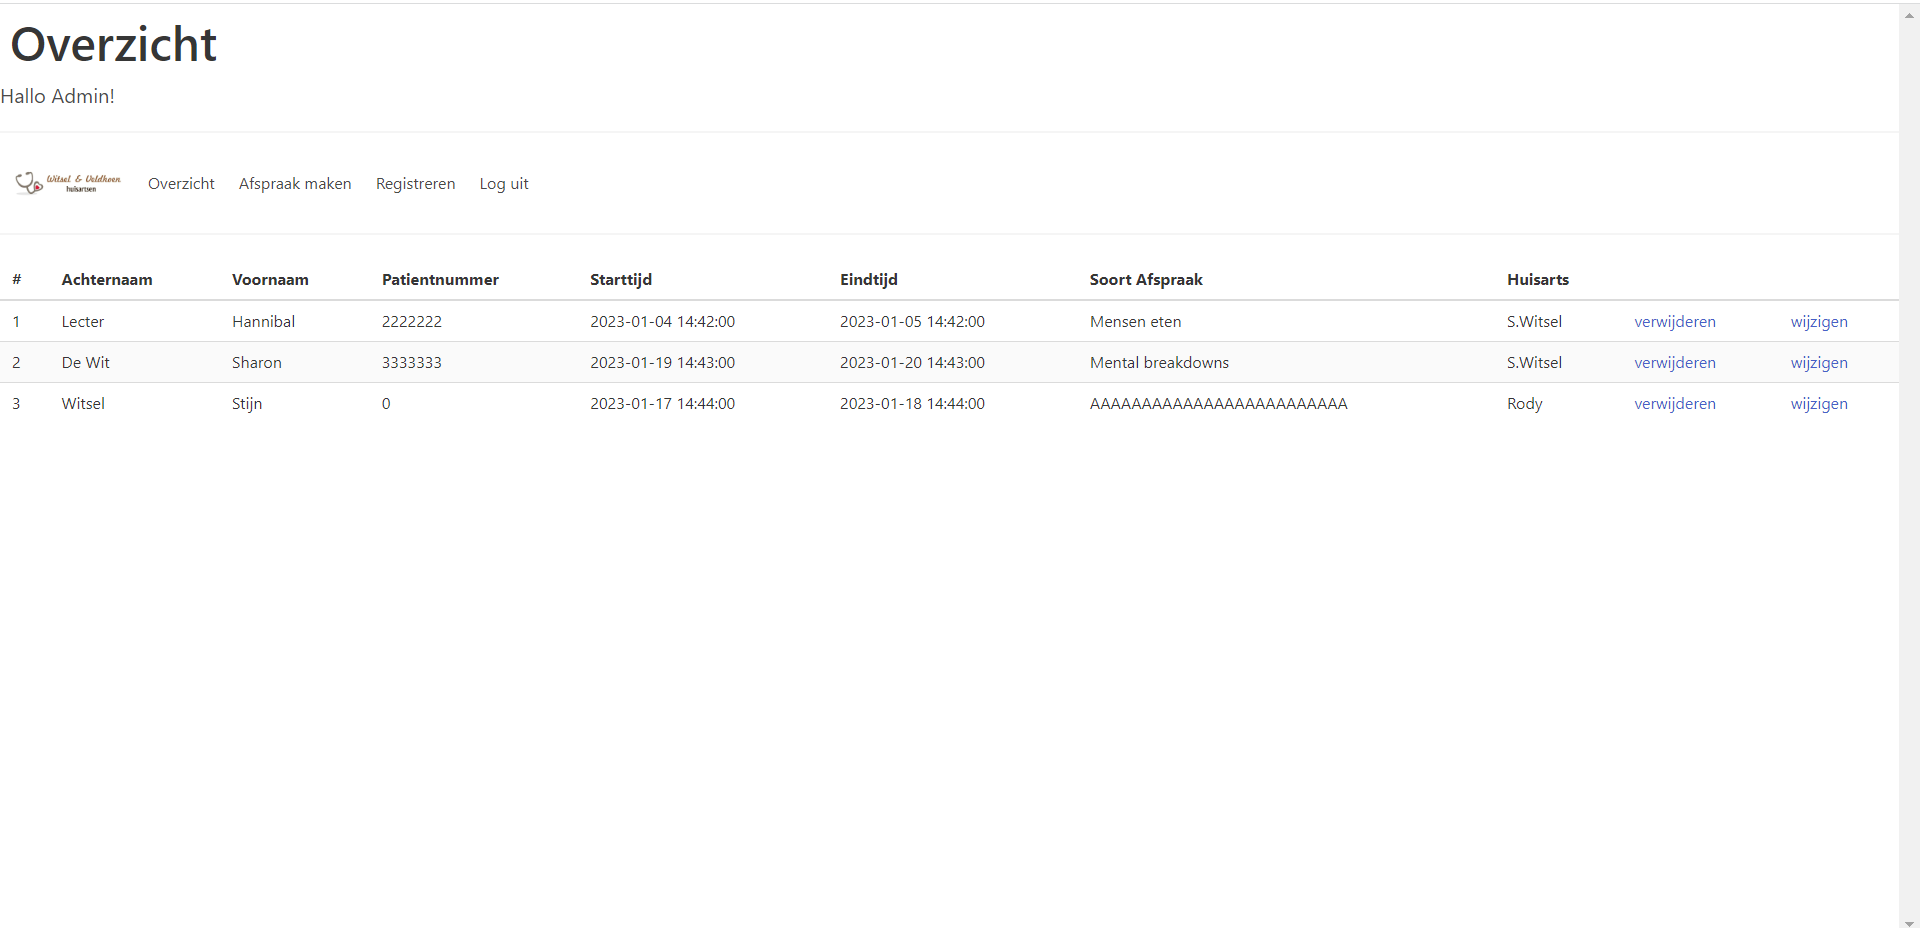 Overzicht
Hallo Admin!
Witsel & Veldhoen
huisartsen
Overzicht Afspraak maken Registreren Log uit
# Achternaam Voornaam Patientnummer Starttijd Eindtijd Soort Afspraak Huisarts
1 Lecter Hannibal 2222222 2023-01-04 14:42:00 2023-01-05 14:42:00 Mensen eten S.Witsel verwijderen wijzigen
2 De Wit Sharon 3333333 2023-01-19 14:43:00 2023-01-20 14:43:00 Mental breakdowns S.Witsel verwijderen wijzigen
3 Witsel Stijn 0 2023-01-17 14:44:00 2023-01-18 14:44:00 AAAAAAAAAAAAAAAAAAAAAAAAA Rody verwijderen wijzigen